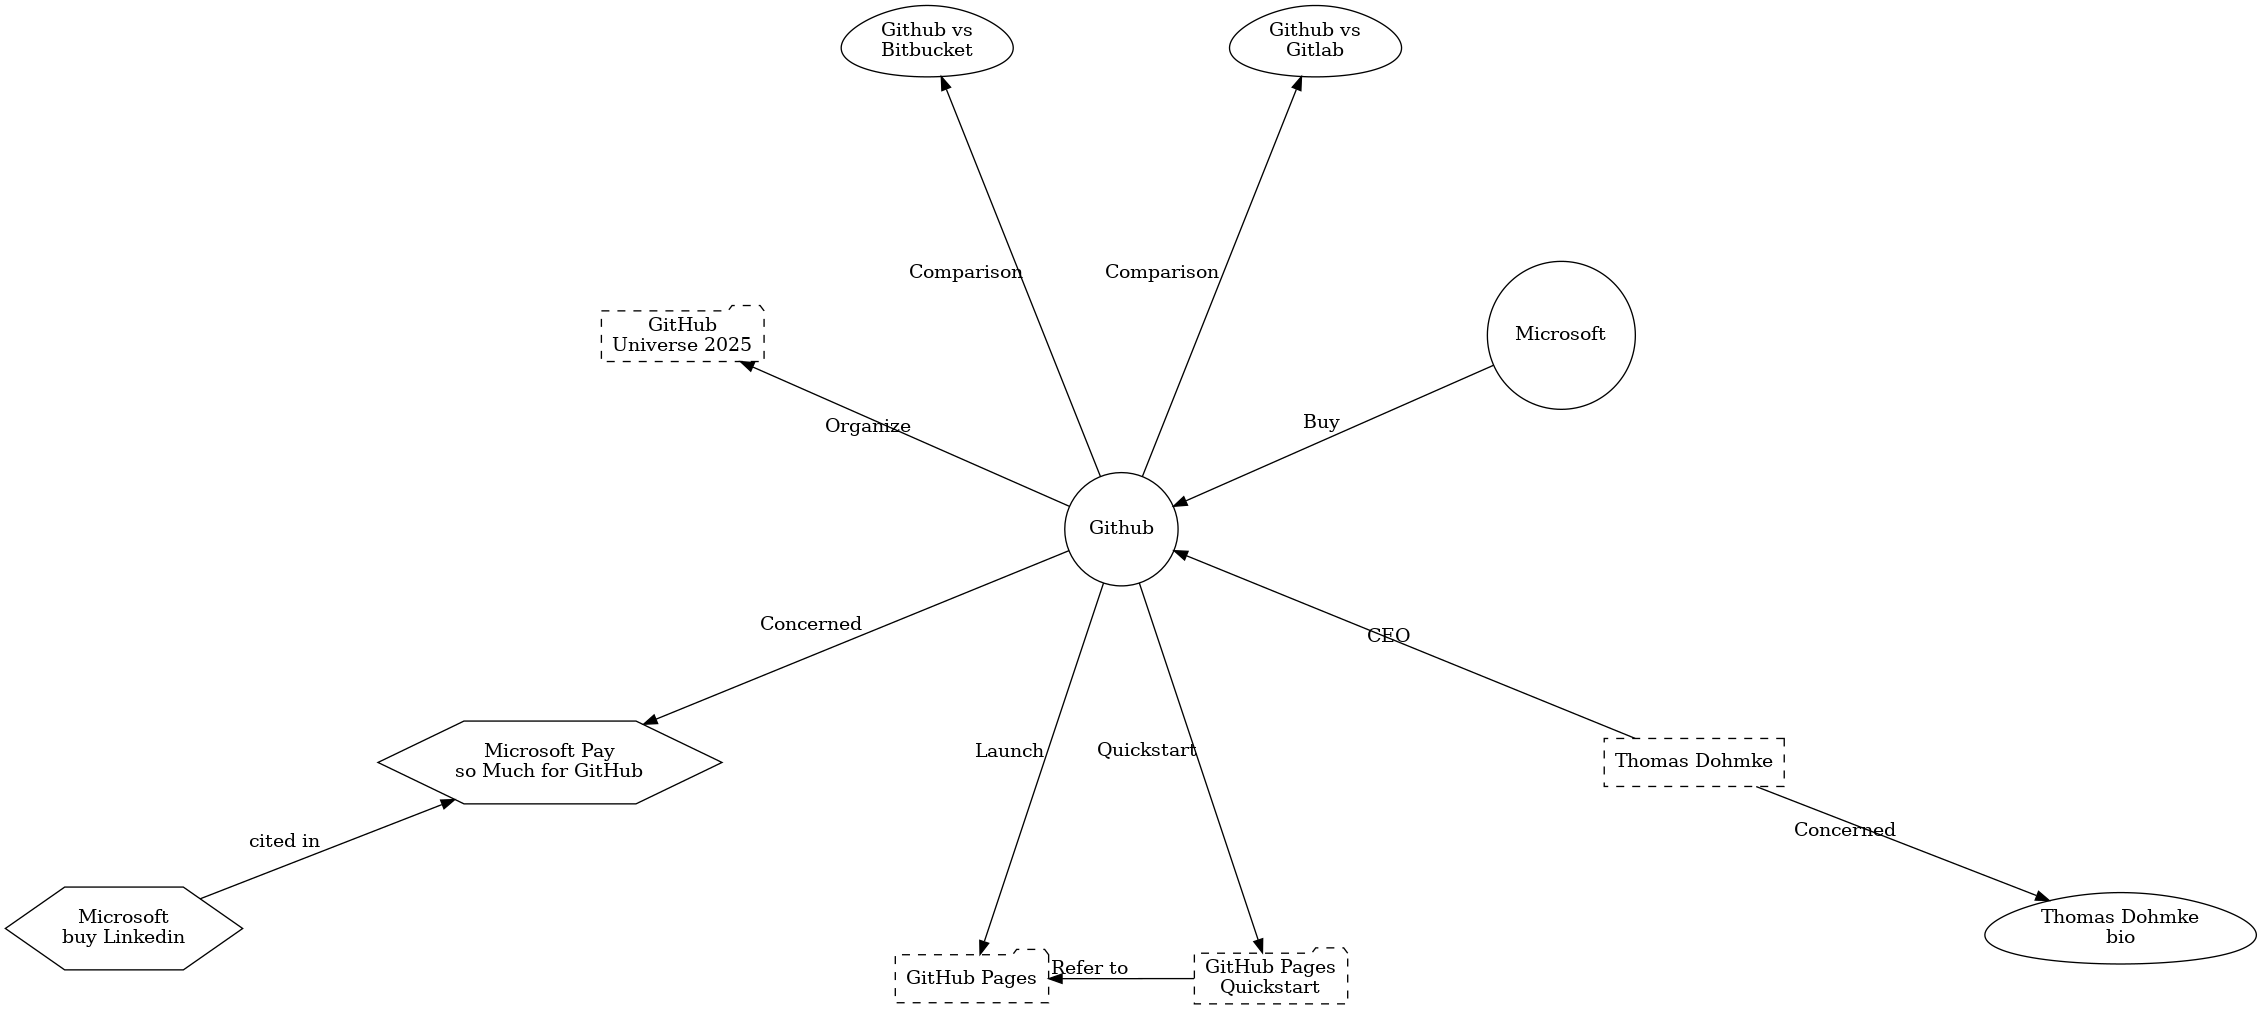 Github vs
Bitbucket
Github vs
Gitlab
Comparison
Comparison
GitHub
Universe 2025
Microsoft
Organize
Buy
Github
Concerned
CEO
Microsoft Pay
so Much for GitHub
Launch
Quickstart
Thomas Dohmke
cited in
Concerned
Microsoft
buy Linkedin
Thomas Dohmke
bio
GitHub Pages
Refer to
GitHub Pages
Quickstart